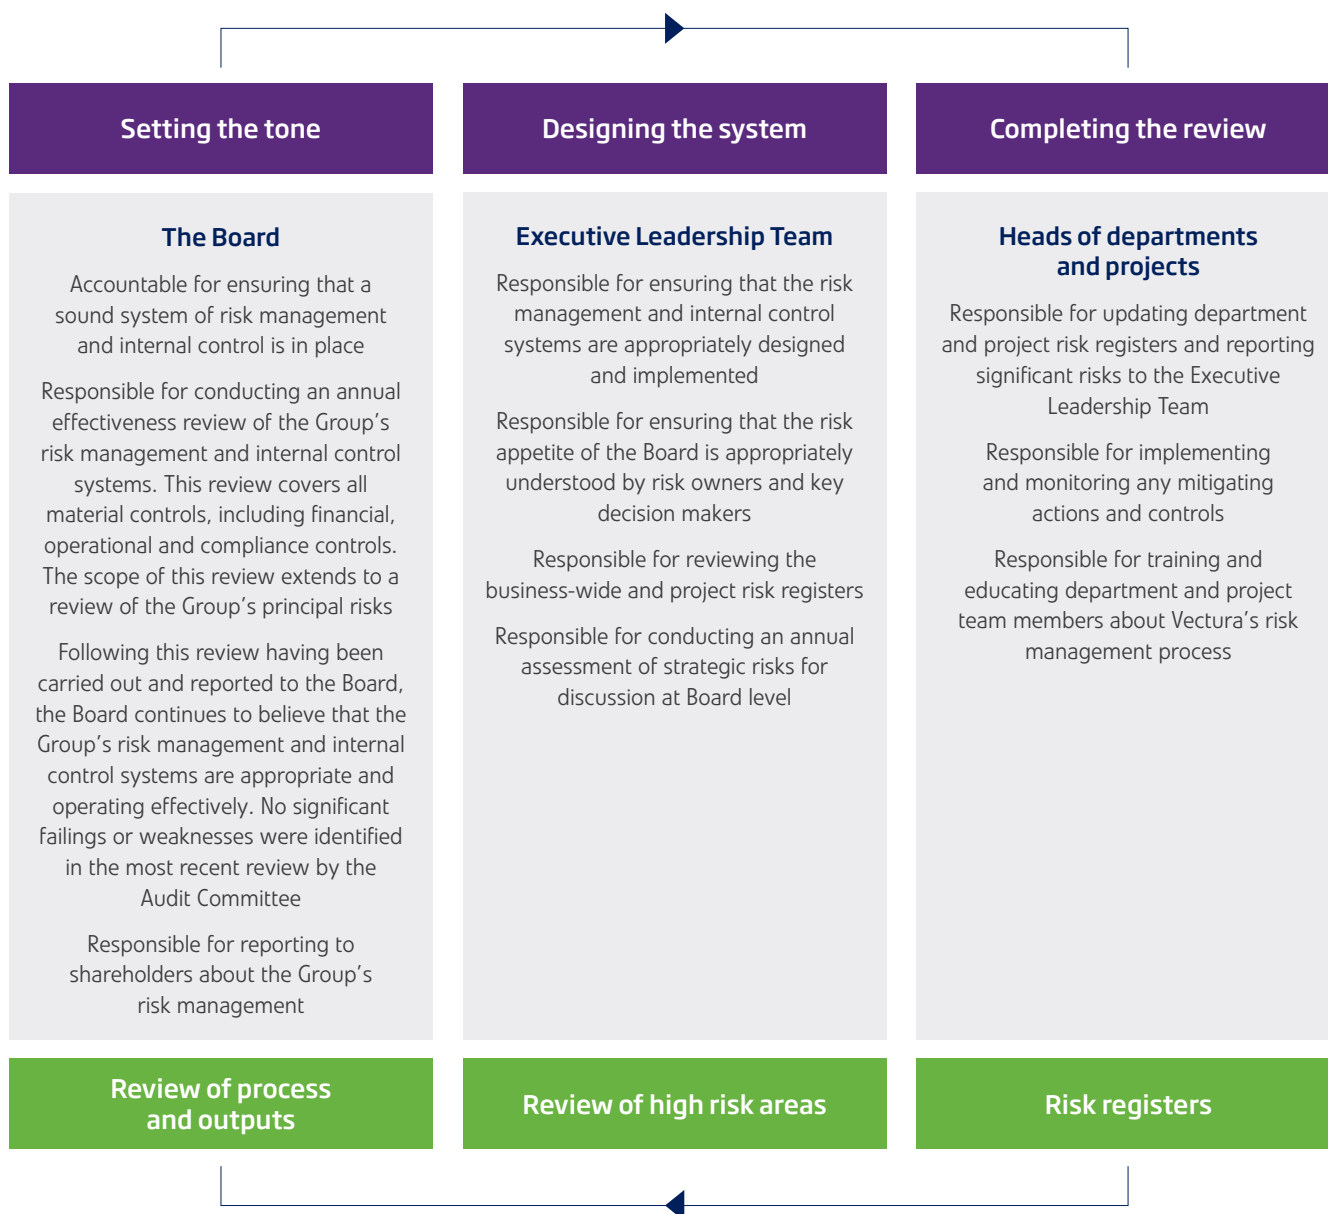 Setting the tone
The Board
Accountable for ensuring that a
sound system of risk management
and internal control is in place
Responsible for conducting an annual
effectiveness review of the Group's
risk management and internal control
systems. This review covers all
material controls, including financial,
operational and compliance controls.
The scope of this review extends to a
review of the Group's principal risks
Following this review having been
carried out and reported to the Board,
the Board continues to believe that the
Group's risk management and internal
control systems are appropriate and
operating effectively. No significant
failings or weaknesses were identified
in the most recent review by the
Audit Committee
Responsible for reporting to
shareholders about the Group's
risk management
Review of process
and outputs
Designing the system
Executive Leadership Team
Responsible for ensuring that the risk
management and internal control
systems are appropriately designed
and implemented
Responsible for ensuring that the risk
appetite of the Board is appropriately
understood by risk owners and key
decision makers
Responsible for reviewing the
business-wide and project risk registers
Responsible for conducting an annual
assessment of strategic risks for
discussion at Board level
Review of high risk areas
Completing the review
Heads of departments
and projects
Responsible for updating department
and project risk registers and reporting
significant risks to the Executive
Leadership Team
Responsible for implementing
and monitoring any mitigating
actions and controls
Responsible for training and
educating department and project
team members about Vectura's risk
management process
Risk registers